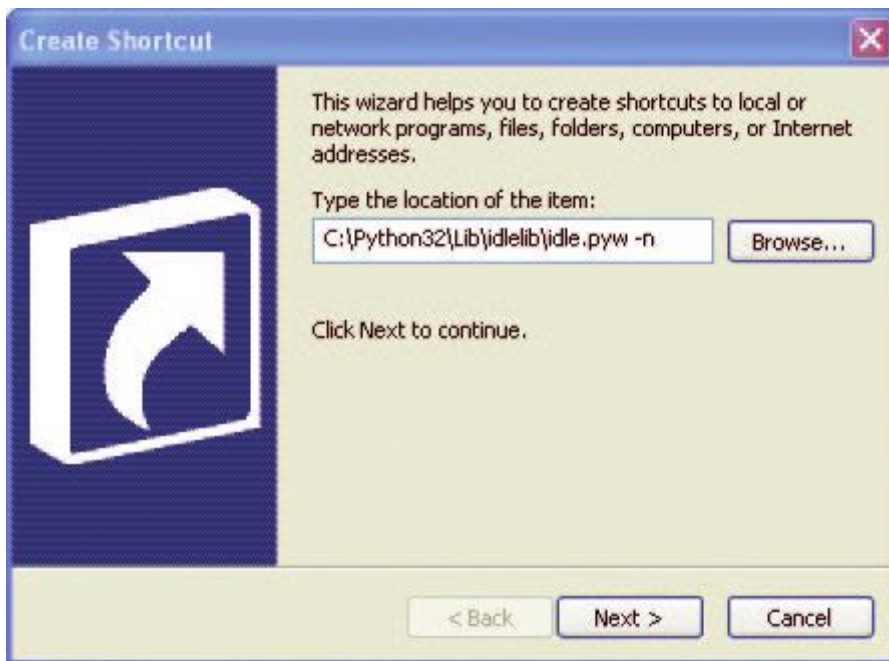 Create Shortcut
This wizard helps you to create shortcuts to local or
network programs, files, folders, computers, or Internet
addresses.
Type the location of the item:
C:\Python32\Lib\idlelib\idle.pyw -n
Browse...
Click Next to continue.
< Back
Next >
Cancel